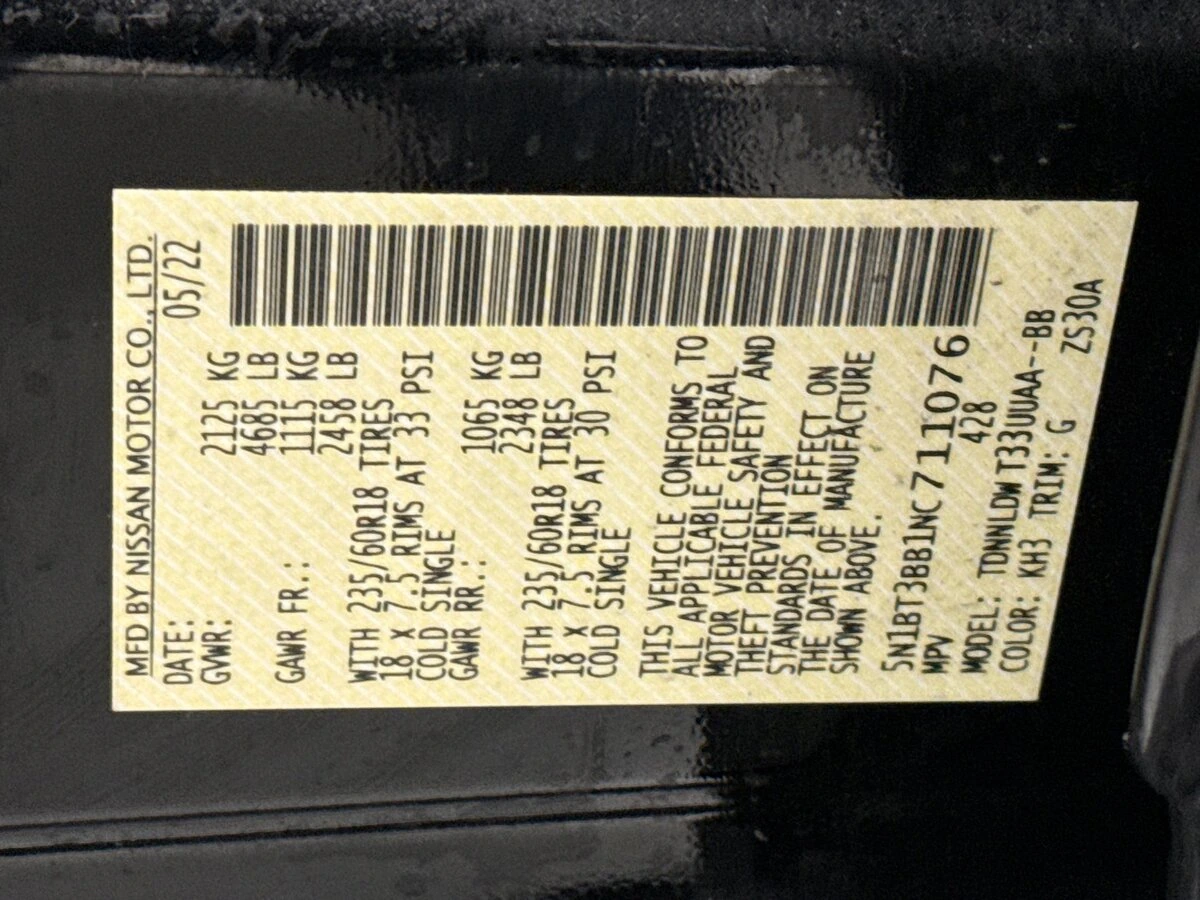 MFD BY NISSAN MOTOR CO., LTD.
DATE: 05/22
GVWR: 2125 KG
4685 LB
GAWR FR.: 1115 KG
2458 LB
WITH 235/60R18 TIRES
18 X 7.5 RIMS AT 33 PSI
COLD SINGLE
GAWR RR.: 1065 KG
2348 LB
WITH 235/60R18 TIRES
18 X 7.5 RIMS AT 30 PSI
COLD SINGLE
THIS VEHICLE CONFORMS TO
ALL APPLICABLE FEDERAL
MOTOR VEHICLE SAFETY AND
THEFT PREVENTION
STANDARDS IN EFFECT ON
THE DATE OF MANUFACTURE
SHOWN ABOVE.
5N1BT3BB1NC711076
MPV 428
MODEL: TDNNLDW T33UUAA--BB
COLOR: KH3 TRIM: G ZS30A